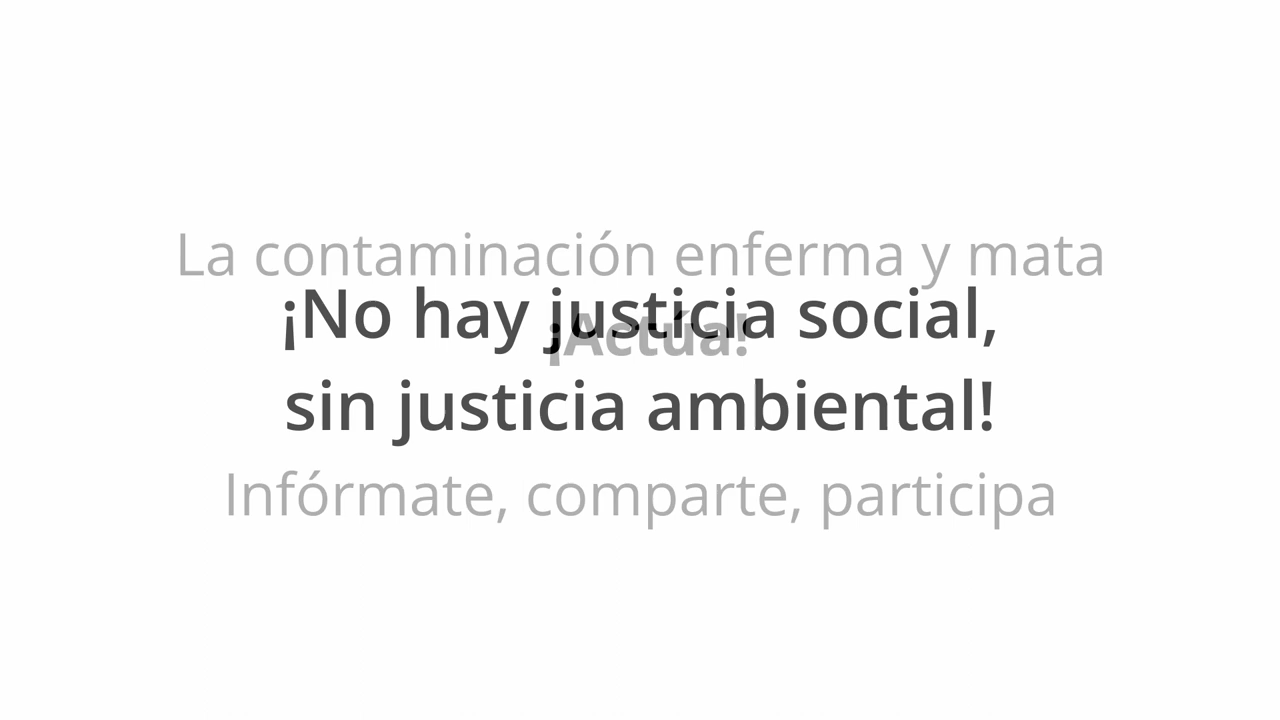 La contaminación enferma y mata
¡No hay justicia social,
¡Actúa!
sin justicia ambiental!
Infórmate, comparte, participa